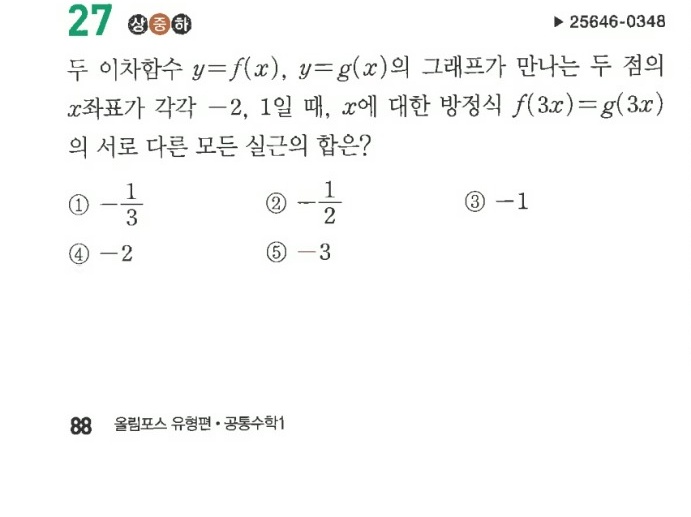 27 상 중 하 ▶ 25646-0348
두 이차함수 y=f(x), y=g(x)의 그래프가 만나는 두 점의
x좌표가 각각 -2, 1일 때, x에 대한 방정식 f(3x)=g(3x)
의 서로 다른 모든 실근의 합은?
① -1/3 ② -1/2 ③ -1
④ -2 ⑤ -3
88 올림포스 유형편 • 공통수학1